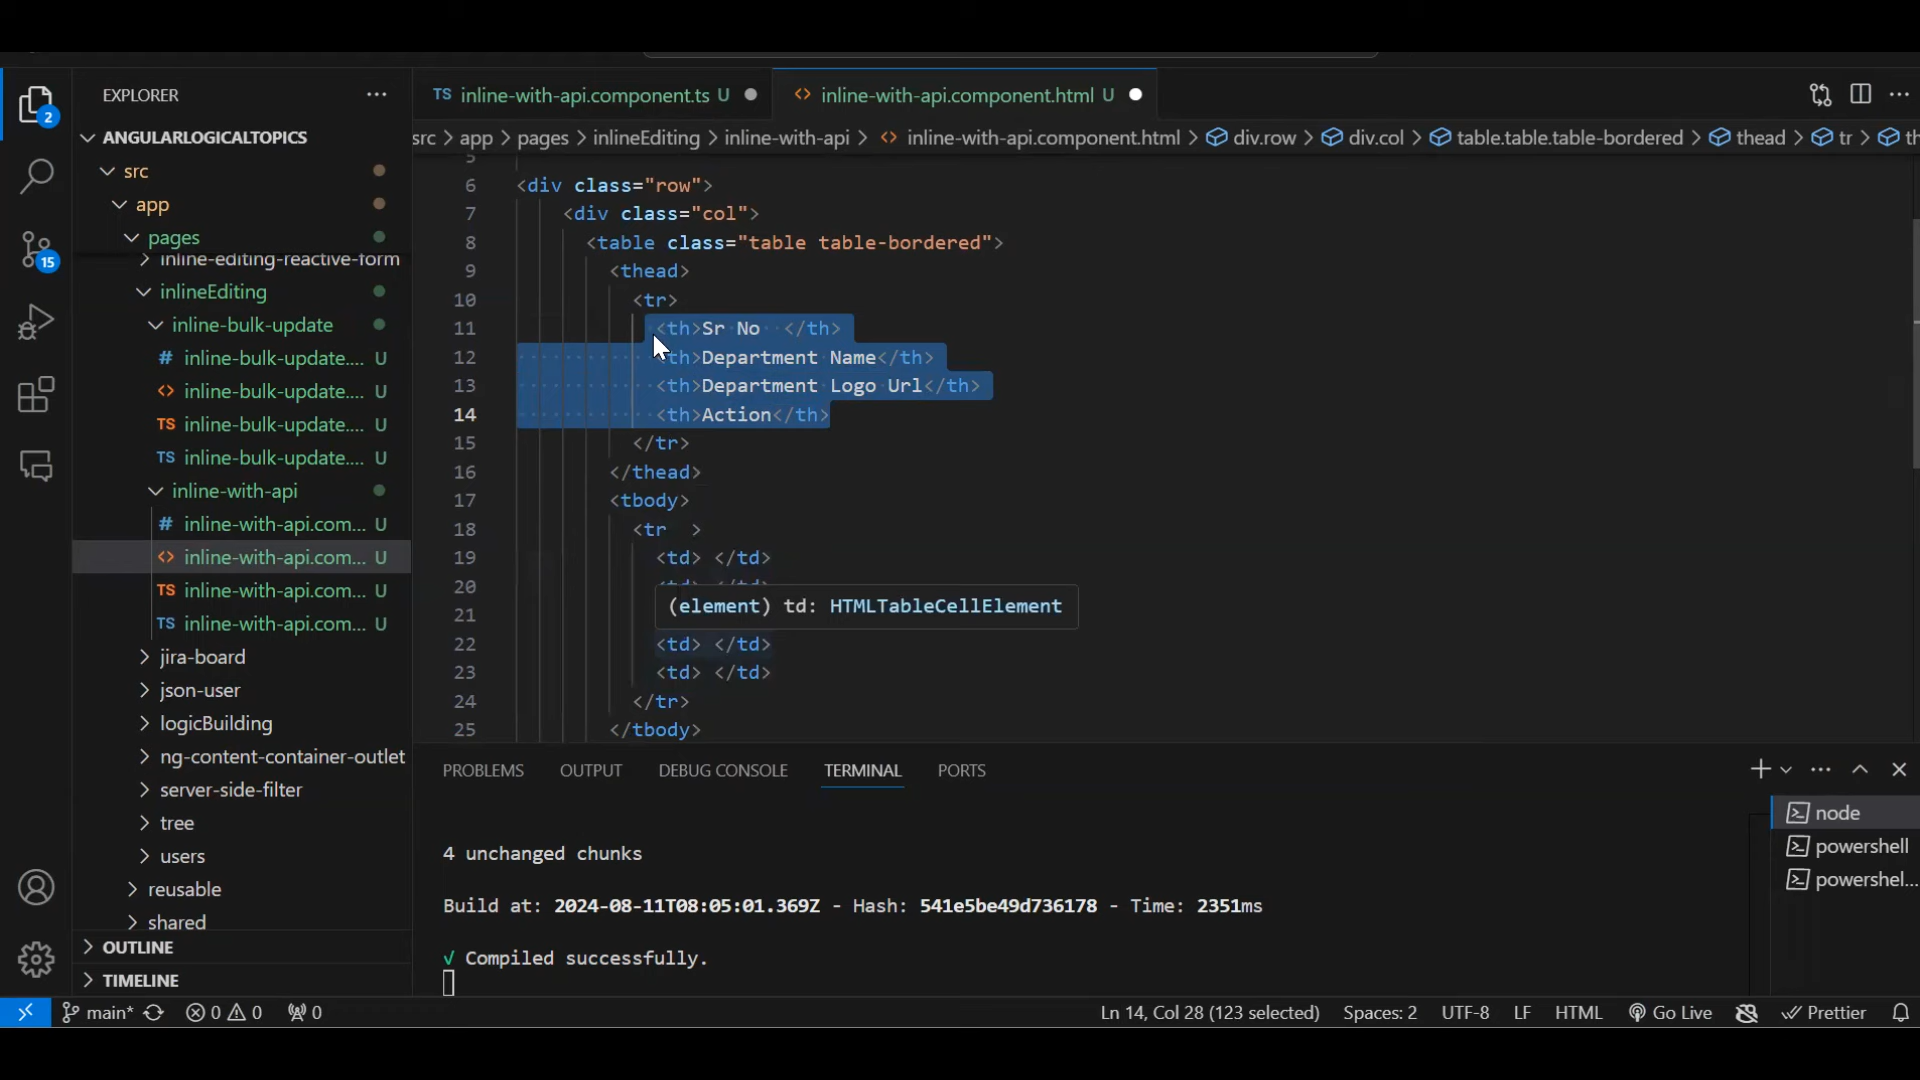 EXPLORER
ANGULARLOGICALTOPICS
src
app
pages
inline-editing-reactive-form
inlineEditing
inline-bulk-update
inline-bulk-update.... U
inline-bulk-update.... U
inline-bulk-update.... U
inline-bulk-update.... U
inline-with-api
inline-with-api.com... U
inline-with-api.com... U
inline-with-api.com... U
inline-with-api.com... U
jira-board
json-user
logicBuilding
ng-content-container-outlet
server-side-filter
tree
users
reusable
shared
OUTLINE
TIMELINE
2
15
TS inline-with-api.component.ts U
inline-with-api.component.html U
src > app > pages > inlineEditing > inline-with-api > inline-with-api.component.html > div.row > div.col > table.table.table-bordered > thead > tr > th
5
6 <div class="row">
7 <div class="col">
8 <table class="table table-bordered">
9 <thead>
10 <tr>
11 <th>Sr No  </th>
12 <th>Department Name</th>
13 <th>Department Logo Url</th>
14 <th>Action</th>
15 </tr>
16 </thead>
17 <tbody>
18 <tr  >
19 <td> </td>
20 <td> </td>
21
(element) td: HTMLTableCellElement
22 <td> </td>
23 <td> </td>
24 </tr>
25 </tbody>
PROBLEMS OUTPUT DEBUG CONSOLE TERMINAL PORTS
4 unchanged chunks
Build at: 2024-08-11T08:05:01.369Z - Hash: 541e5be49d736178 - Time: 2351ms
√ Compiled successfully.
node
powershell
powershel...
main* 0 0 0 Ln 14, Col 28 (123 selected) Spaces: 2 UTF-8 LF HTML Go Live Prettier